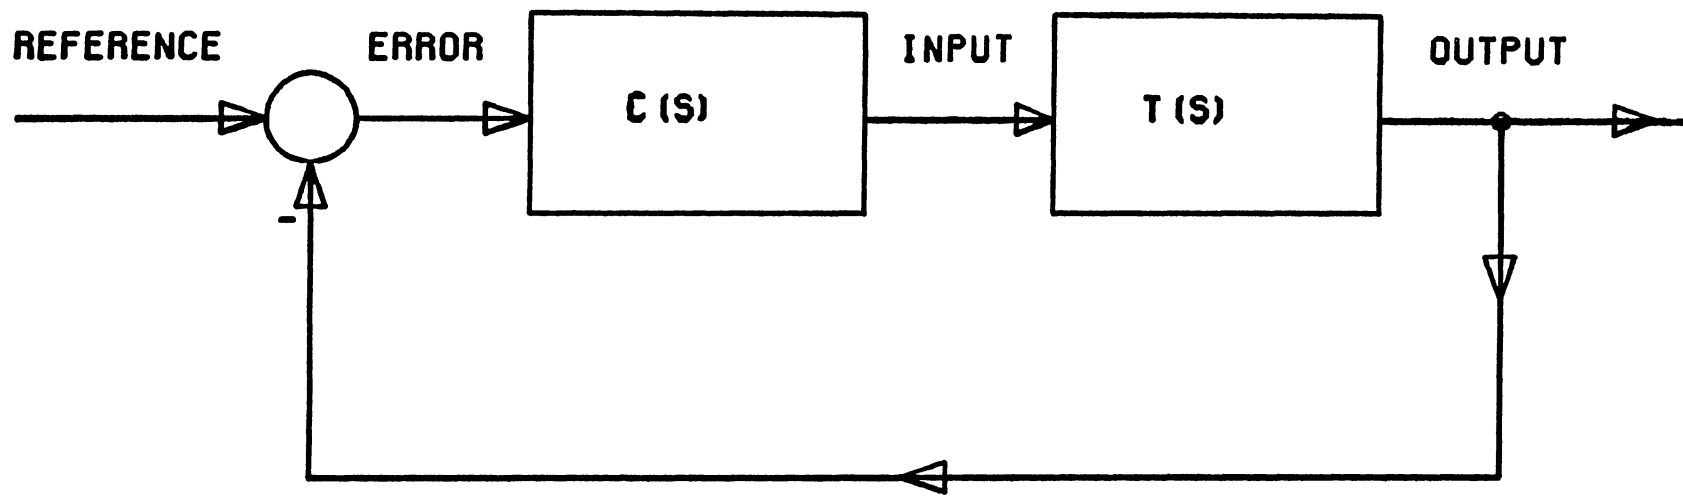 REFERENCE
ERROR
C(S)
INPUT
T(S)
OUTPUT
-